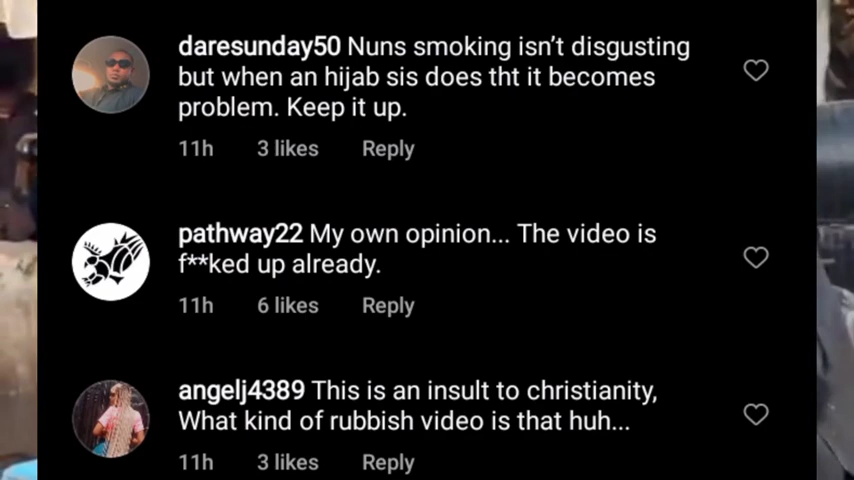 daresunday50 Nuns smoking isn't disgusting
but when an hijab sis does tht it becomes
problem. Keep it up.
11h 3 likes Reply
pathway22 My own opinion... The video is
f**ked up already.
11h 6 likes Reply
angelj4389 This is an insult to christianity,
What kind of rubbish video is that huh...
11h 3 likes Reply